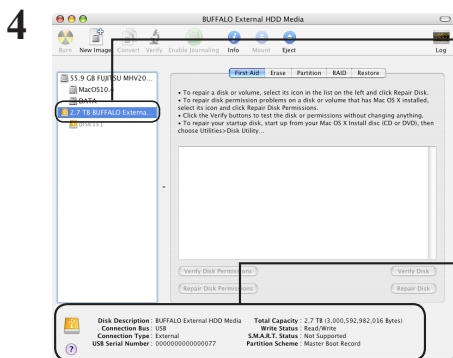 4
BUFFALO External HDD Media
Burn New Image Convert Verify Enable Journaling Info Mount Eject Log
55.9 GB FUJITSU MHV20...
MacOS10.4
DATA
2.7 TB BUFFALO Externa...
disk1s1
First Aid Erase Partition RAID Restore
• To repair a disk or volume, select its icon in the list on the left and click Repair Disk.
• To repair disk permission problems on a disk or volume that has Mac OS X installed,
select its icon and click Repair Disk Permissions.
• Click the Verify buttons to test the disk or permissions without changing anything.
• To repair your startup disk, start up from your Mac OS X Install disc (CD or DVD), then
choose Utilities>Disk Utility...
Verify Disk Permissions Verify Disk
Repair Disk Permissions Repair Disk
Disk Description : BUFFALO External HDD Media Total Capacity : 2.7 TB (3,000,592,982,016 Bytes)
Connection Bus : USB Write Status : Read/Write
Connection Type : External S.M.A.R.T. Status : Not Supported
USB Serial Number : 0000000000000077 Partition Scheme : Master Boot Record
?